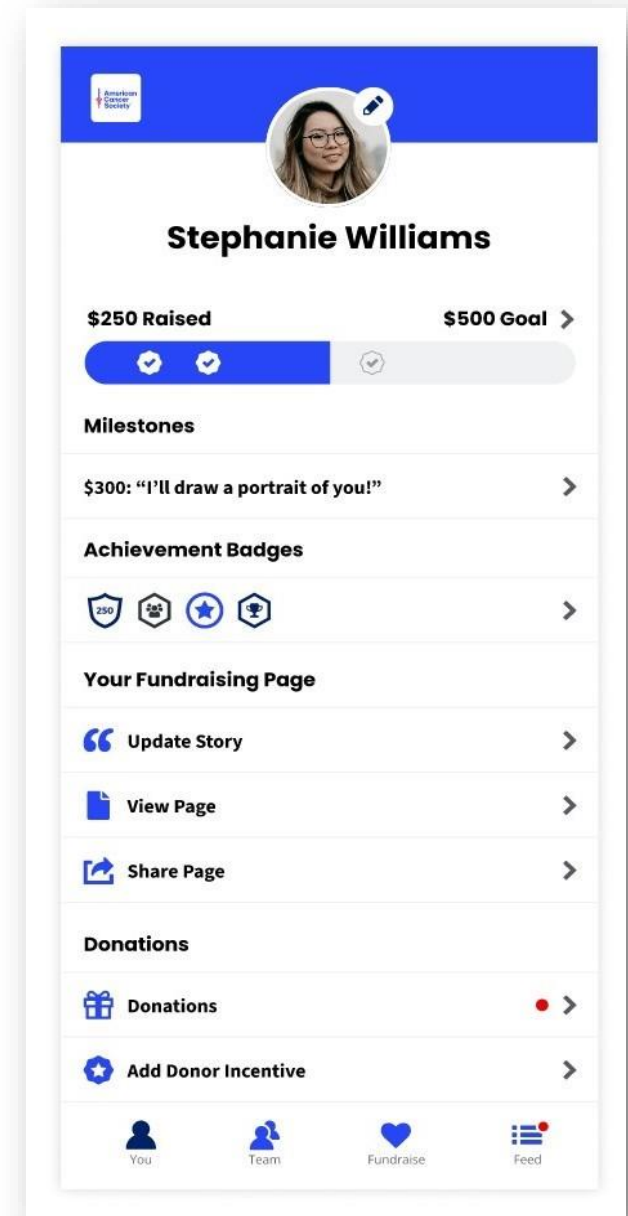 American
Cancer
Society
Stephanie Williams
$250 Raised
$500 Goal
Milestones
$300: “I’ll draw a portrait of you!”
Achievement Badges
250
Your Fundraising Page
Update Story
View Page
Share Page
Donations
Donations
Add Donor Incentive
You
Team
Fundraise
Feed